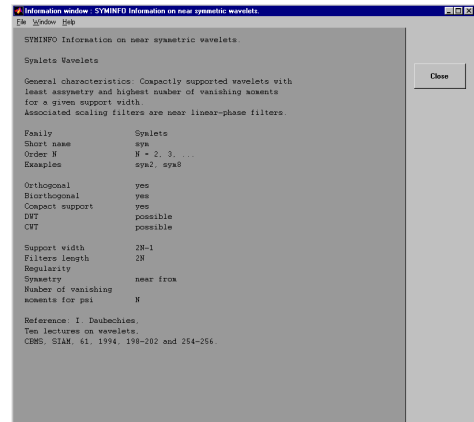 Information window : SYMINFO Information on near symmetric wavelets.
File Window Help
SYMINFO Information on near symmetric wavelets.
Symlets Wavelets
General characteristics: Compactly supported wavelets with
least assymetry and highest number of vanishing moments
for a given support width.
Associated scaling filters are near linear-phase filters.
Family Symlets
Short name sym
Order N N = 2, 3, ...
Examples sym2, sym8
Orthogonal yes
Biorthogonal yes
Compact support yes
DWT possible
CWT possible
Support width 2N-1
Filters length 2N
Regularity
Symmetry near from
Number of vanishing
moments for psi N
Reference: I. Daubechies,
Ten lectures on wavelets,
CBMS, SIAM, 61, 1994, 198-202 and 254-256.
Close